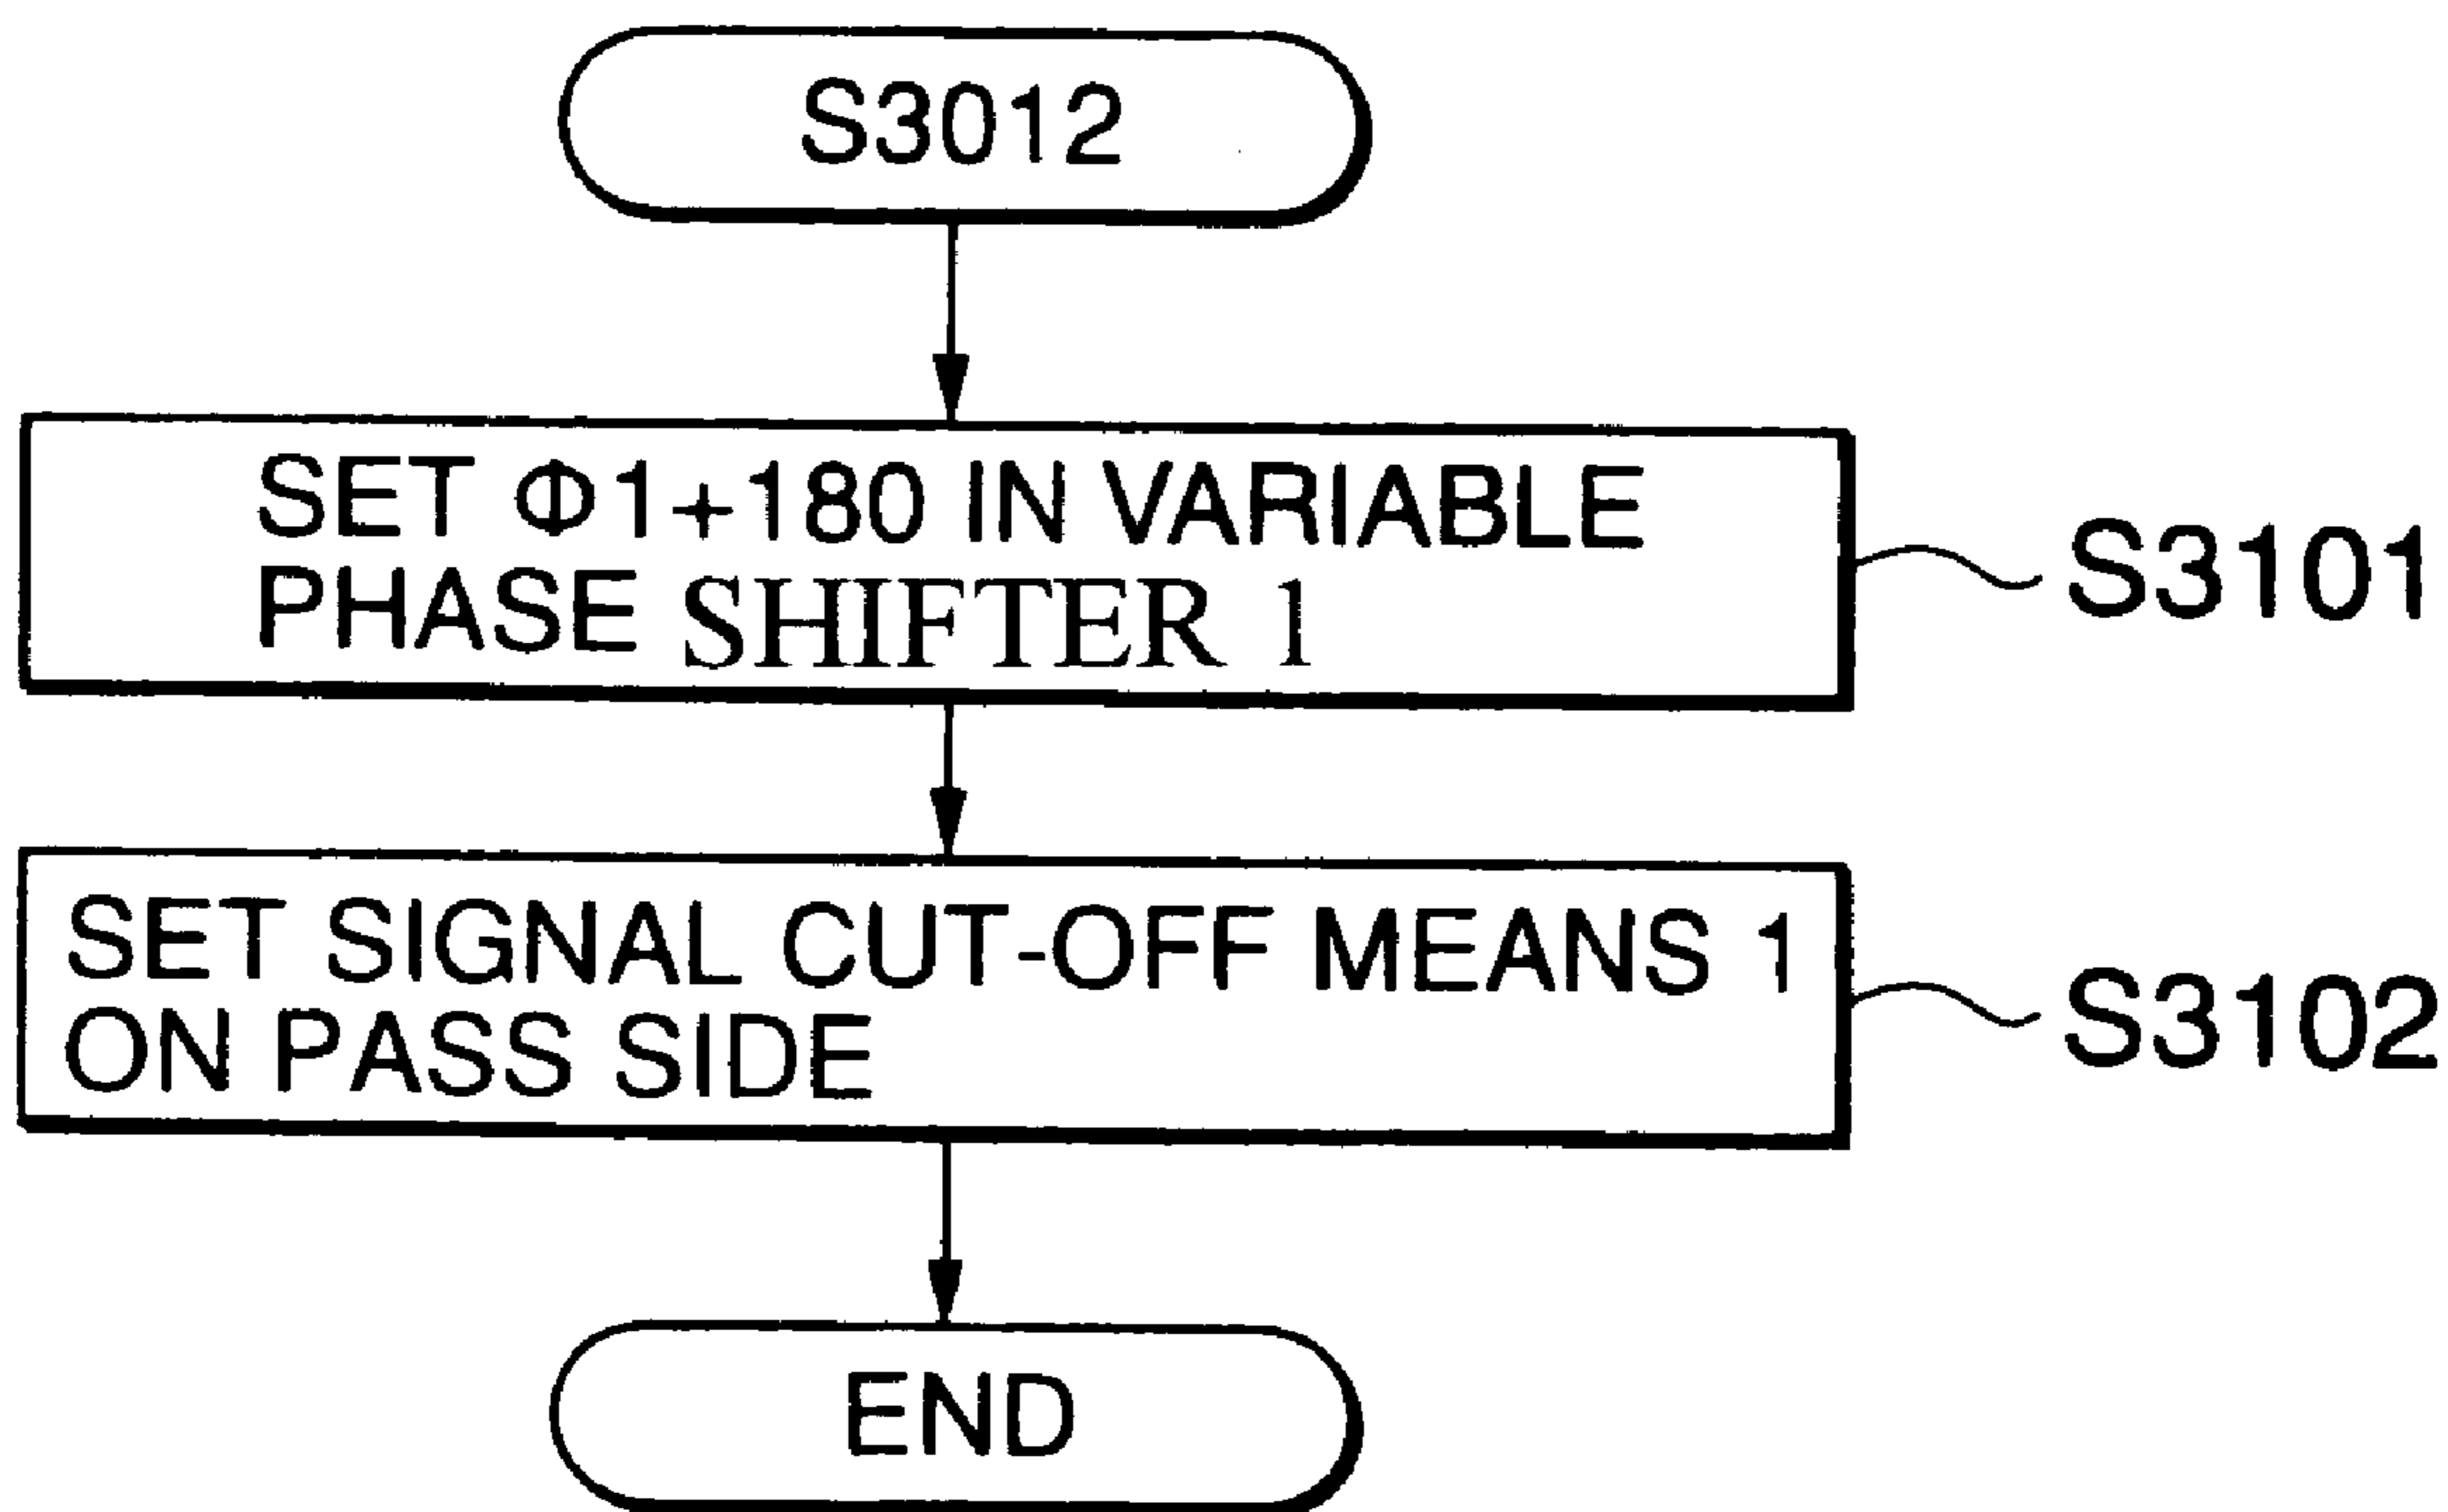 S3012
SET Φ1+180 IN VARIABLE
PHASE SHIFTER 1
S3101
SET SIGNAL CUT-OFF MEANS 1
ON PASS SIDE
S3102
END